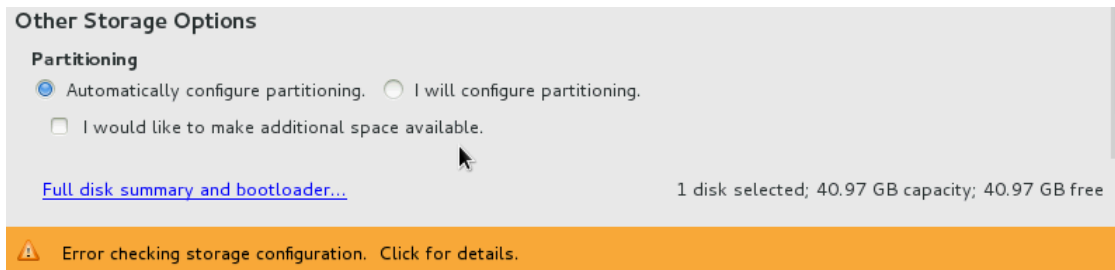 Other Storage Options
Partitioning
Automatically configure partitioning. I will configure partitioning.
I would like to make additional space available.
Full disk summary and bootloader... 1 disk selected; 40.97 GB capacity; 40.97 GB free
Error checking storage configuration. Click for details.